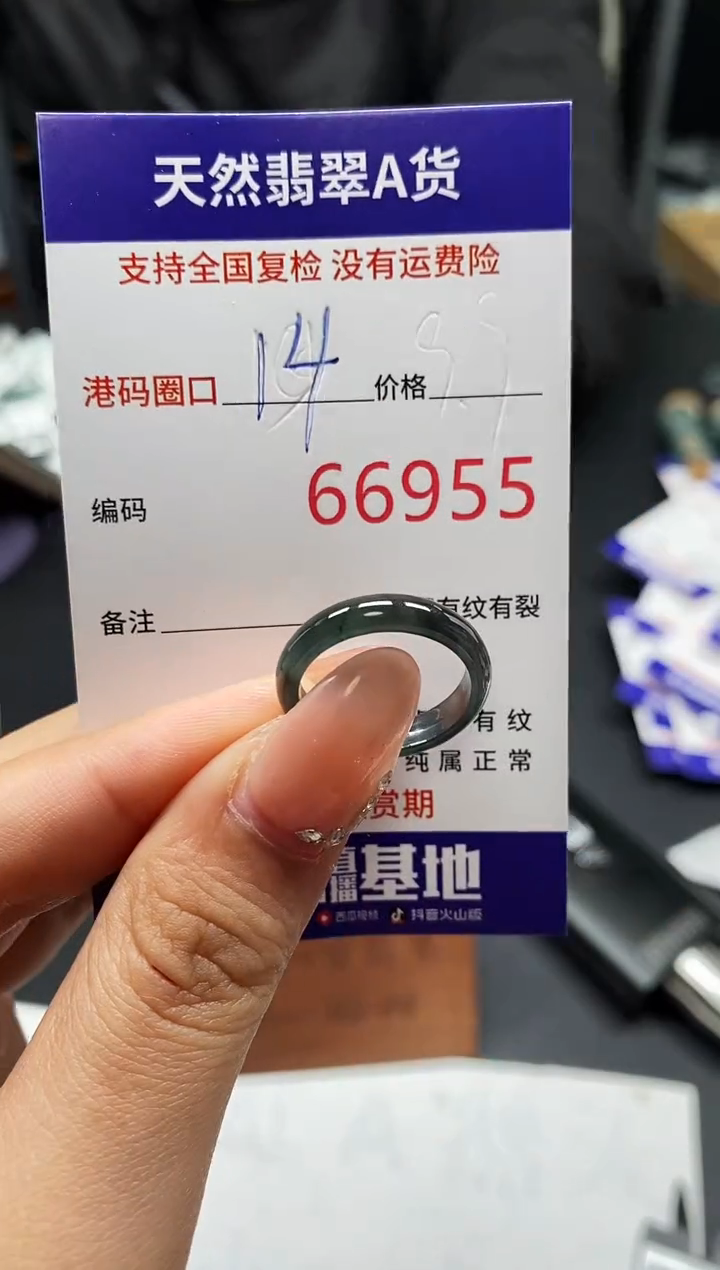 天然翡翠A货
支持全国复检 没有运费险
港码圈口 14 价格
编码 66955
备注 有纹有裂
有纹
纯属正常
赏期
直播基地
西瓜视频 抖音火山版